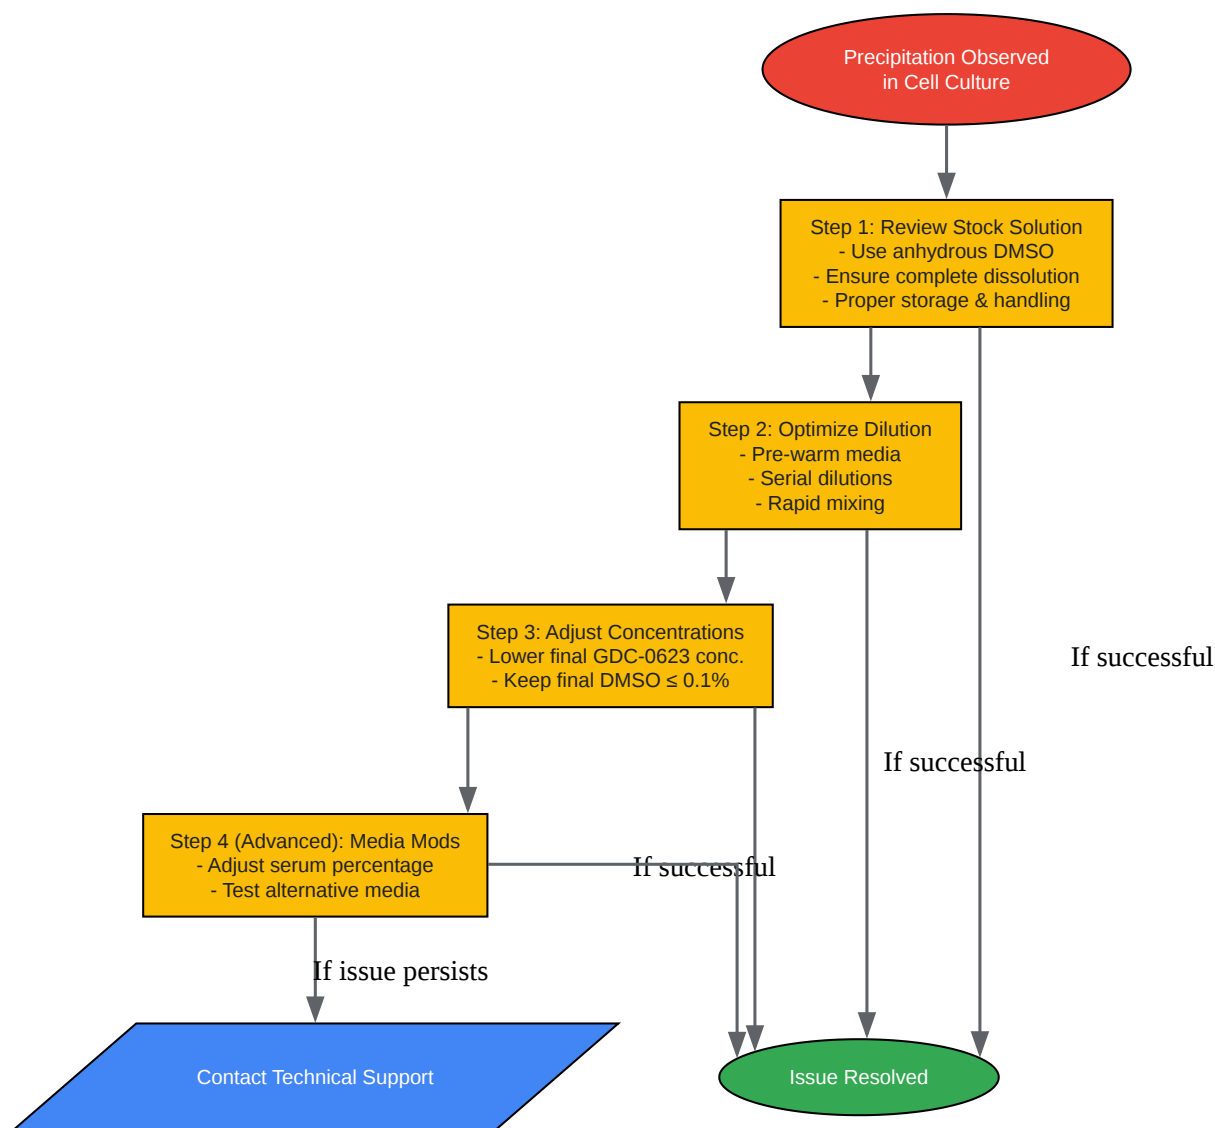 Precipitation Observed
in Cell Culture
Step 1: Review Stock Solution
- Use anhydrous DMSO
- Ensure complete dissolution
- Proper storage & handling
Step 2: Optimize Dilution
- Pre-warm media
- Serial dilutions
- Rapid mixing
Step 3: Adjust Concentrations
- Lower final GDC-0623 conc.
- Keep final DMSO ≤ 0.1%
If successful
If successful
Step 4 (Advanced): Media Mods
- Adjust serum percentage
- Test alternative media
If successful
If issue persists
Contact Technical Support
Issue Resolved